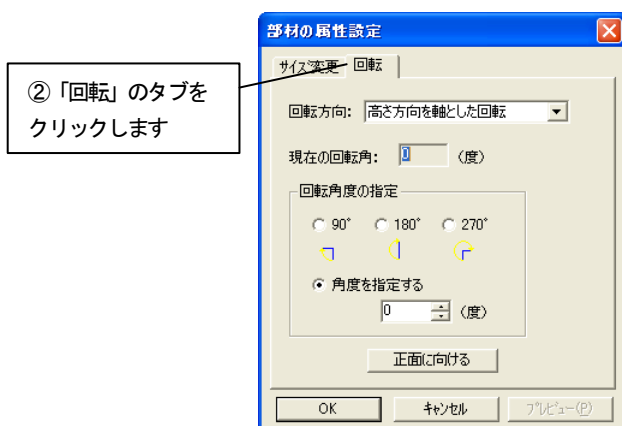 部材の属性設定
サイズ変更 回転
②「回転」のタブを
クリックします
回転方向: 高さ方向を軸とした回転
現在の回転角: 0 (度)
回転角度の指定
90° 180° 270°
角度を指定する
0 (度)
正面に向ける
OK キャンセル プレビュー(P)